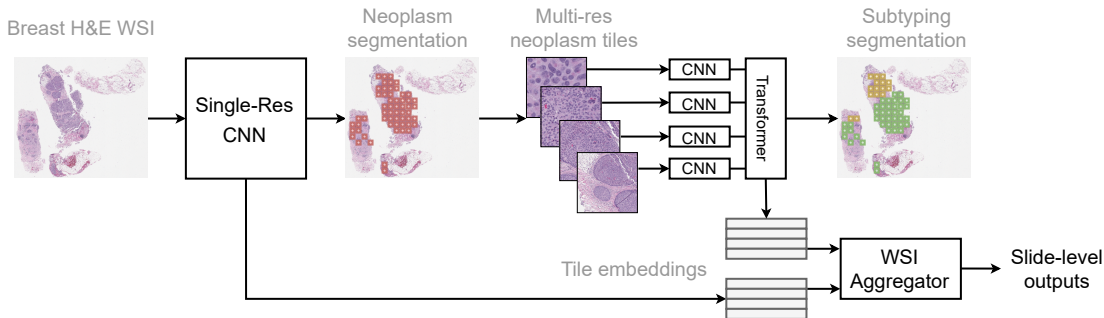 Breast H&E WSI
Neoplasm
segmentation
Multi-res
neoplasm tiles
Subtyping
segmentation
Single-Res
CNN
CNN
CNN
CNN
CNN
Transformer
Tile embeddings
WSI
Aggregator
Slide-level
outputs